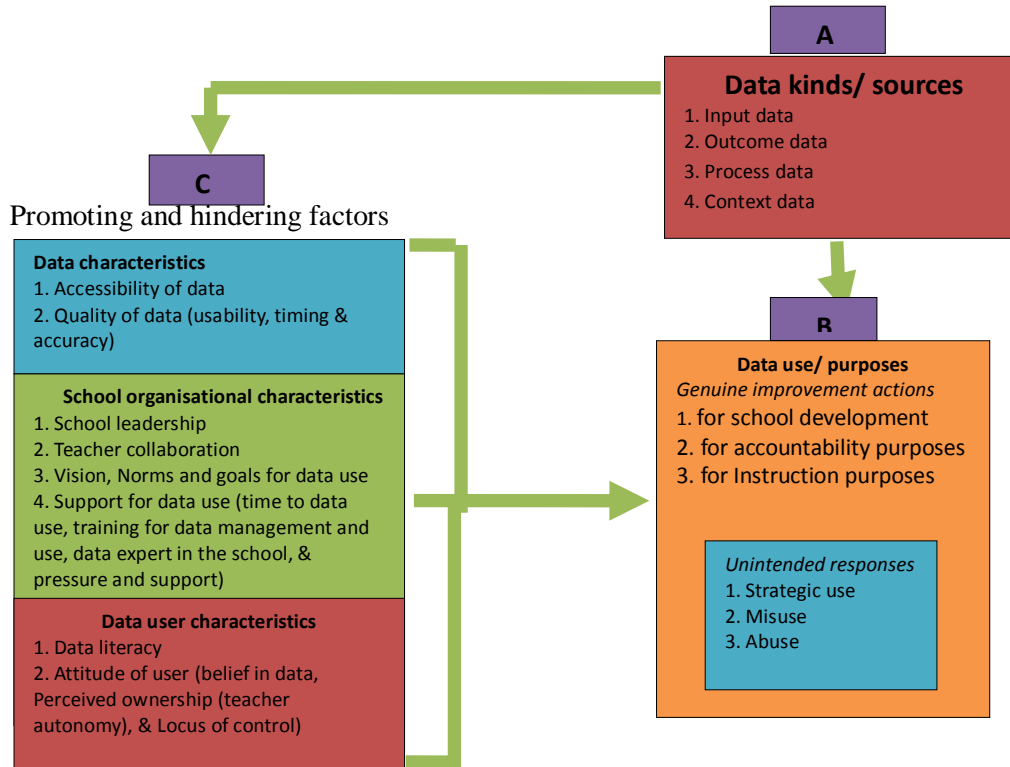 A
Data kinds/ sources
1. Input data
2. Outcome data
3. Process data
4. Context data
C
Promoting and hindering factors
Data characteristics
1. Accessibility of data
2. Quality of data (usability, timing &
accuracy)
School organisational characteristics
1. School leadership
2. Teacher collaboration
3. Vision, Norms and goals for data use
4. Support for data use (time to data
use, training for data management and
use, data expert in the school, &
pressure and support)
Data user characteristics
1. Data literacy
2. Attitude of user (belief in data,
Perceived ownership (teacher
autonomy), & Locus of control)
B
Data use/ purposes
Genuine improvement actions
1. for school development
2. for accountability purposes
3. for Instruction purposes
Unintended responses
1. Strategic use
2. Misuse
3. Abuse